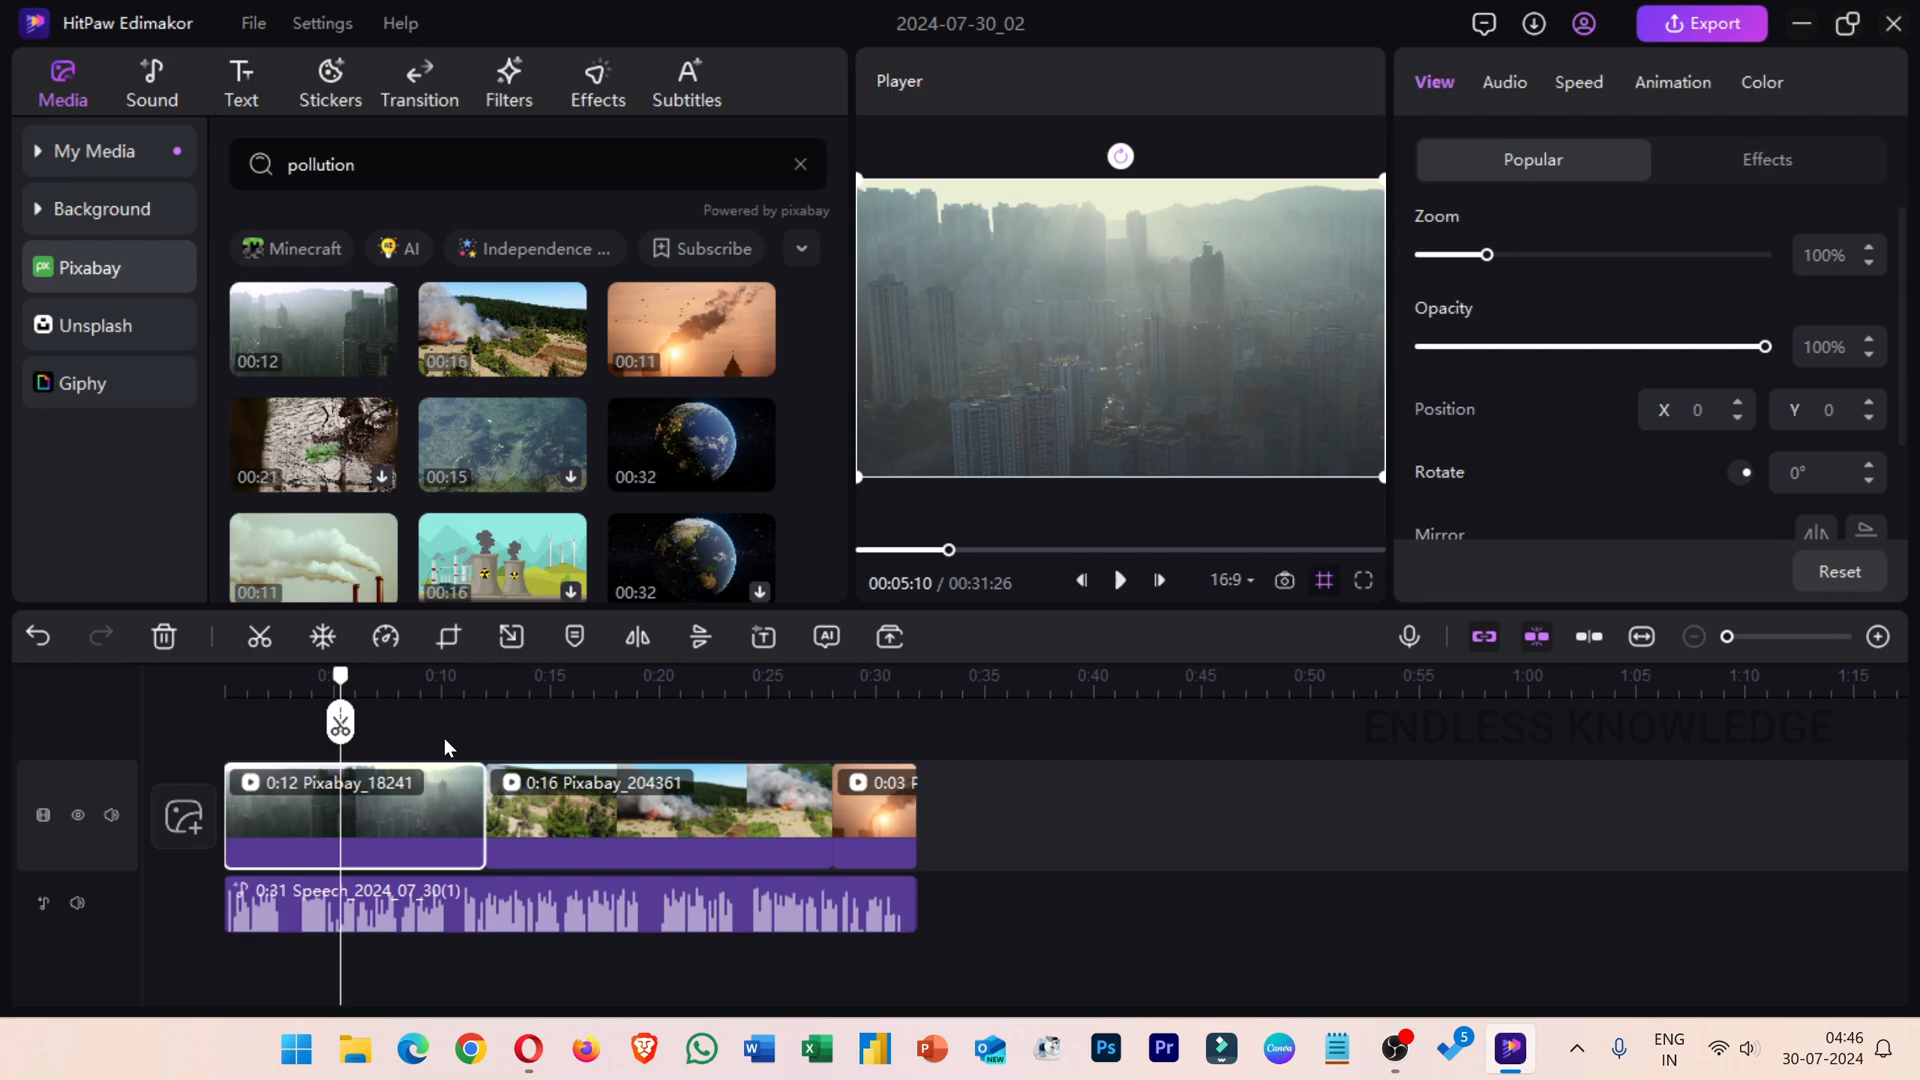 HitPaw Edimakor
File
Settings
Help
2024-07-30_02
Export
Media
Sound
Text
Stickers
Transition
Filters
Effects
Subtitles
Player
View
Audio
Speed
Animation
Color
My Media
Background
Pixabay
Unsplash
Giphy
pollution
Powered by pixabay
Minecraft
AI
Independence ...
Subscribe
00:12
00:16
00:11
00:21
00:15
00:32
00:11
00:16
00:32
00:05:10 / 00:31:26
16:9
Popular
Effects
Zoom
100%
Opacity
100%
Position
X 0
Y 0
Rotate
0°
Mirror
Reset
0:10
0:15
0:20
0:25
0:30
0:35
0:40
0:45
0:50
0:55
1:00
1:05
1:10
1:15
ENDLESS KNOWLEDGE
0:12 Pixabay_18241
0:16 Pixabay_204361
0:03 P
0:31 Speech_2024_07_30(1)
5
ENG
IN
04:46
30-07-2024